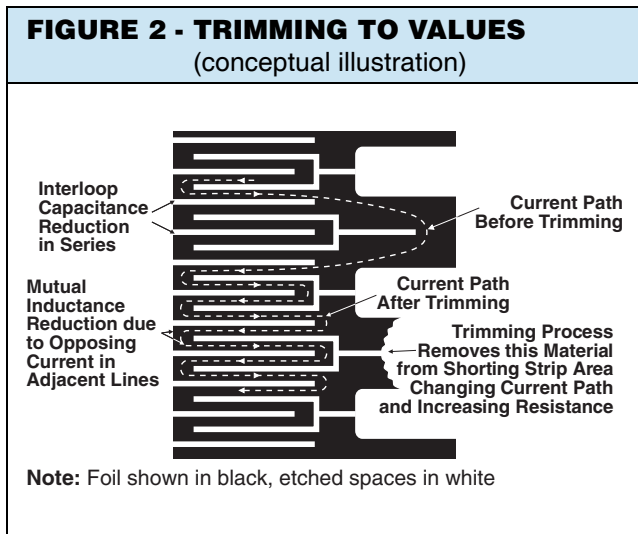 FIGURE 2 - TRIMMING TO VALUES
(conceptual illustration)
Interloop
Capacitance
Reduction
in Series
Current Path
Before Trimming
Mutual
Inductance
Reduction due
to Opposing
Current in
Adjacent Lines
Current Path
After Trimming
Trimming Process
Removes this Material
from Shorting Strip Area
Changing Current Path
and Increasing Resistance
Note: Foil shown in black, etched spaces in white